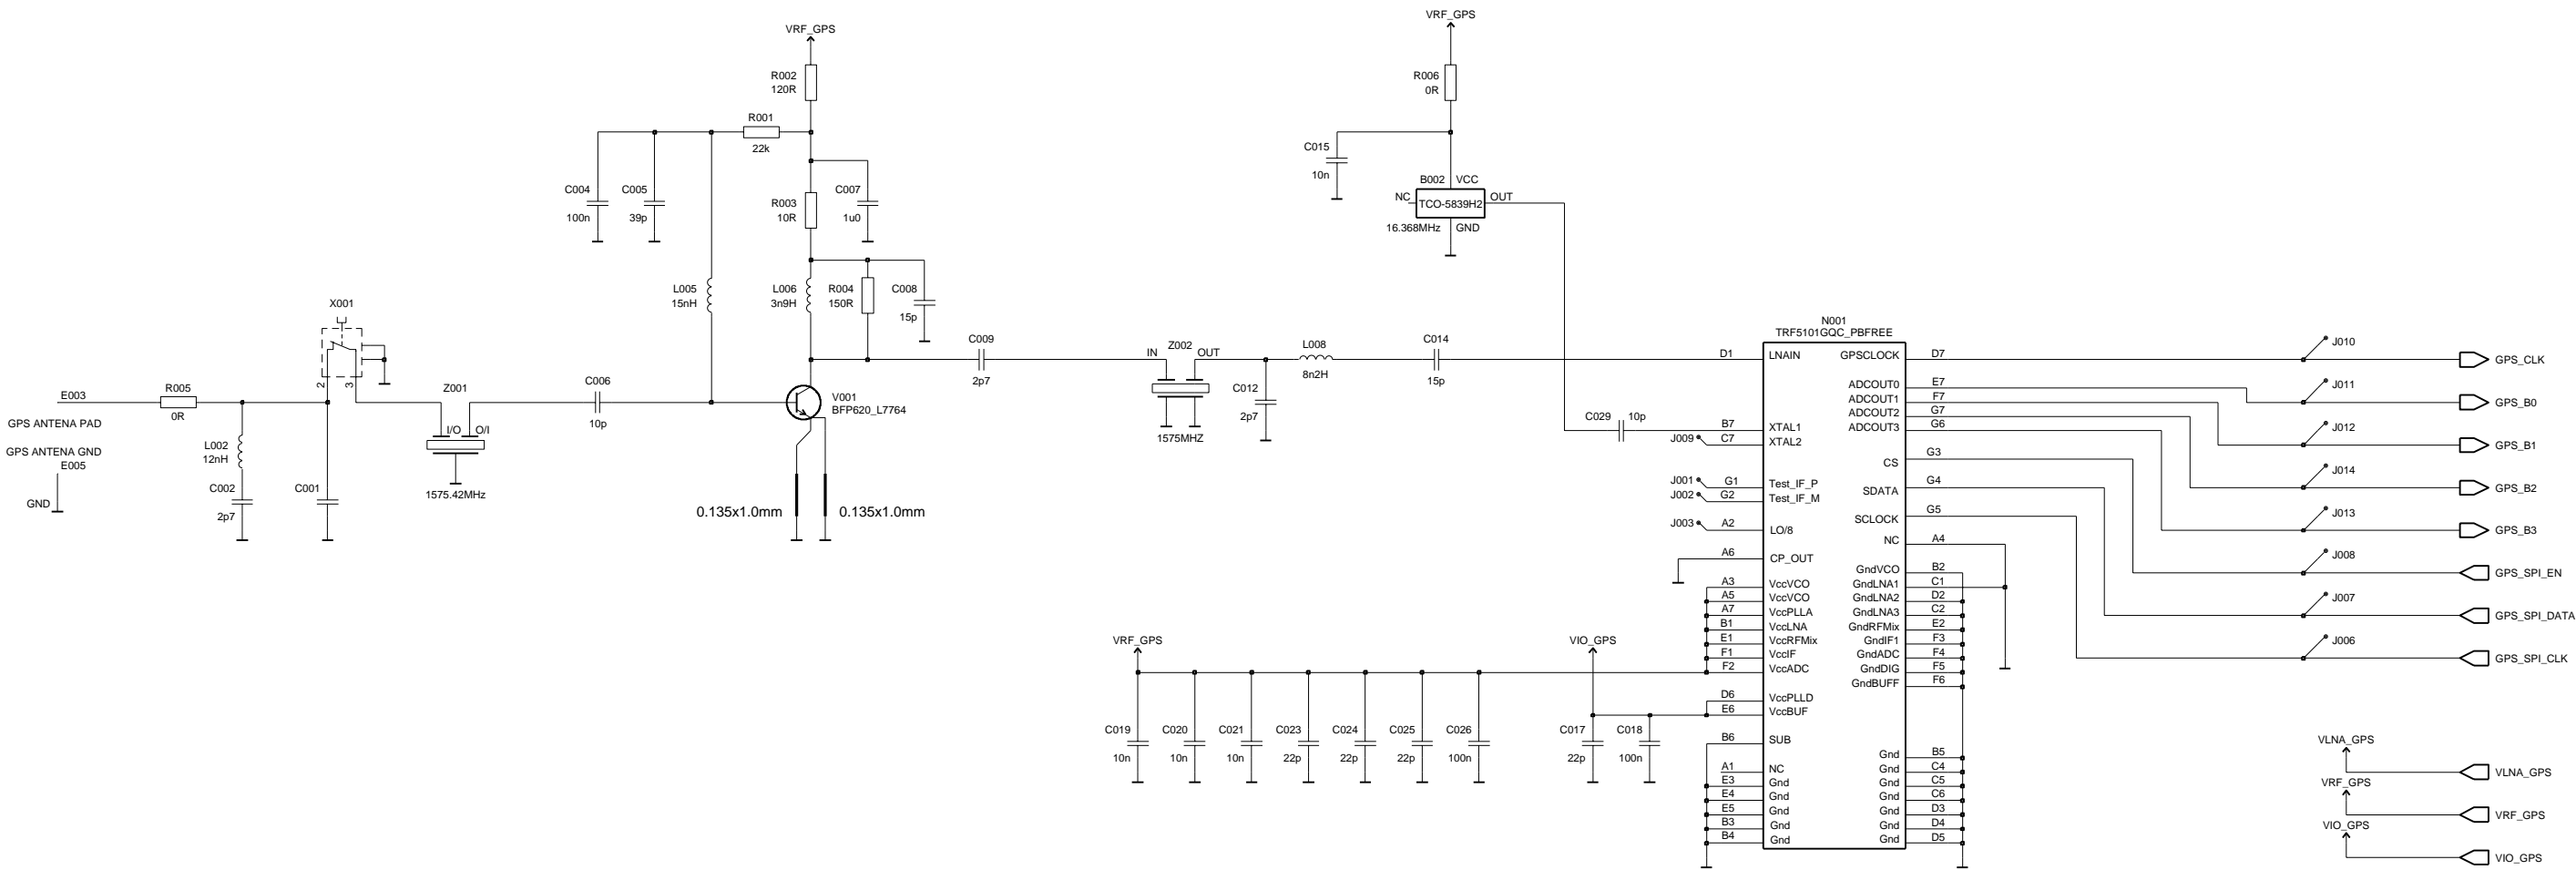 VRF_GPS
R002
120R
R001
22k
C004
100n
C005
39p
R003
10R
C007
1u0
L005
15nH
L006
3n9H
R004
150R
C008
15p
X001
2
3
E003
GPS ANTENA PAD
GPS ANTENA GND
E005
GND
R005
0R
L002
12nH
C002
2p7
C001
Z001
I/O
O/I
1575.42MHz
C006
10p
V001
BFP620_L7764
0.135x1.0mm
0.135x1.0mm
C009
2p7
IN
Z002
OUT
1575MHZ
C012
2p7
L008
8n2H
C014
15p
VRF_GPS
R006
0R
C015
10n
B002
VCC
NC
TCO-5839H2
OUT
16.368MHz
GND
C029
10p
N001
TRF5101GQC_PBFREE
D1
LNAIN
B7
XTAL1
J009
C7
XTAL2
J001
G1
Test_IF_P
J002
G2
Test_IF_M
J003
A2
LO/8
A6
CP_OUT
A3
VccVCO
A5
VccVCO
A7
VccPLLA
B1
VccLNA
E1
VccRFMix
F1
VccIF
F2
VccADC
D6
VccPLLD
E6
VccBUF
B6
SUB
A1
NC
E3
Gnd
E4
Gnd
E5
Gnd
B3
Gnd
B4
Gnd
GPSCLOCK
D7
ADCOUT0
E7
ADCOUT1
F7
ADCOUT2
G7
ADCOUT3
G6
CS
G3
SDATA
G4
SCLOCK
G5
NC
A4
GndVCO
B2
GndLNA1
C1
GndLNA2
D2
GndLNA3
C2
GndRFMix
E2
GndIF1
F3
GndADC
F4
GndDIG
F5
GndBUFF
F6
Gnd
B5
Gnd
C4
Gnd
C5
Gnd
C6
Gnd
D3
Gnd
D4
Gnd
D5
VRF_GPS
C019
10n
C020
10n
C021
10n
C023
22p
C024
22p
C025
22p
C026
100n
VIO_GPS
C017
22p
C018
100n
J010
GPS_CLK
J011
GPS_B0
J012
GPS_B1
J014
GPS_B2
J013
GPS_B3
J008
GPS_SPI_EN
J007
GPS_SPI_DATA
J006
GPS_SPI_CLK
VLNA_GPS
VLNA_GPS
VRF_GPS
VRF_GPS
VIO_GPS
VIO_GPS